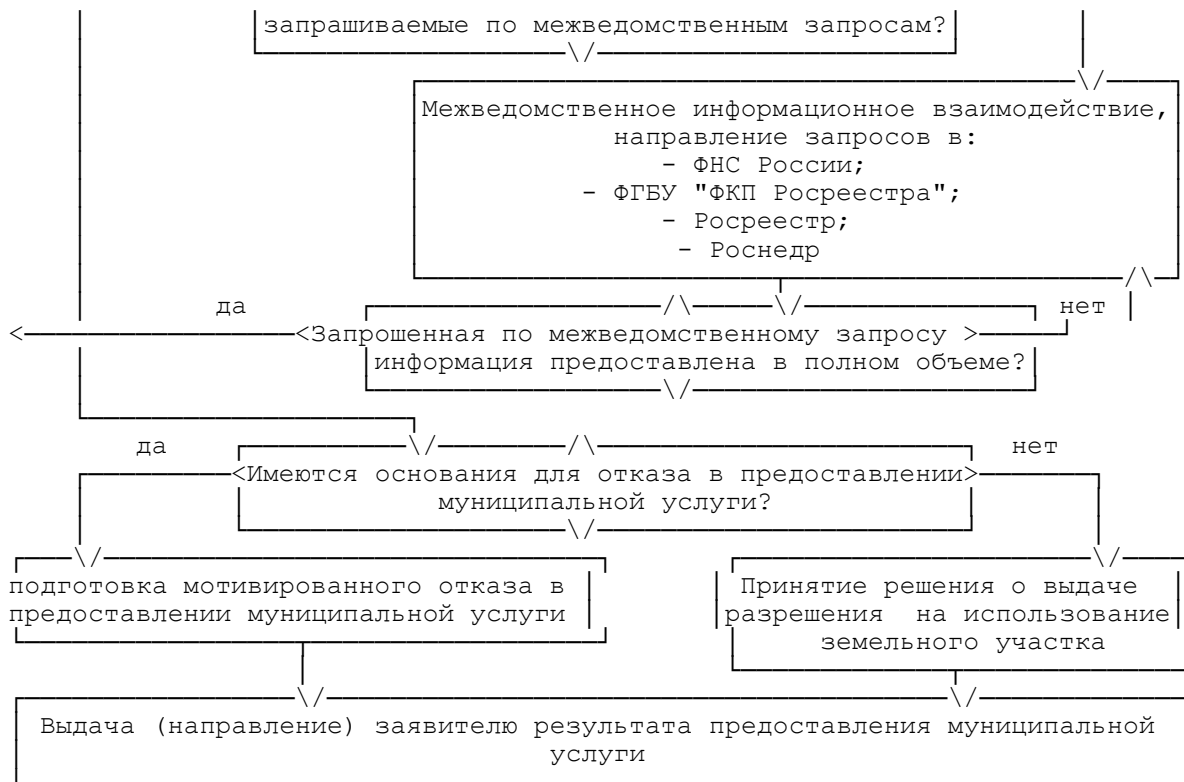 запрашиваемые по межведомственным запросам?
Межведомственное информационное взаимодействие,
направление запросов в:
- ФНС России;
- ФГБУ "ФКП Росреестра";
- Росреестр;
- Роснедр
да
нет
Запрошенная по межведомственному запросу
информация предоставлена в полном объеме?
да
нет
Имеются основания для отказа в предоставлении
муниципальной услуги?
подготовка мотивированного отказа в
предоставлении муниципальной услуги
Принятие решения о выдаче
разрешения на использование
земельного участка
Выдача (направление) заявителю результата предоставления муниципальной
услуги